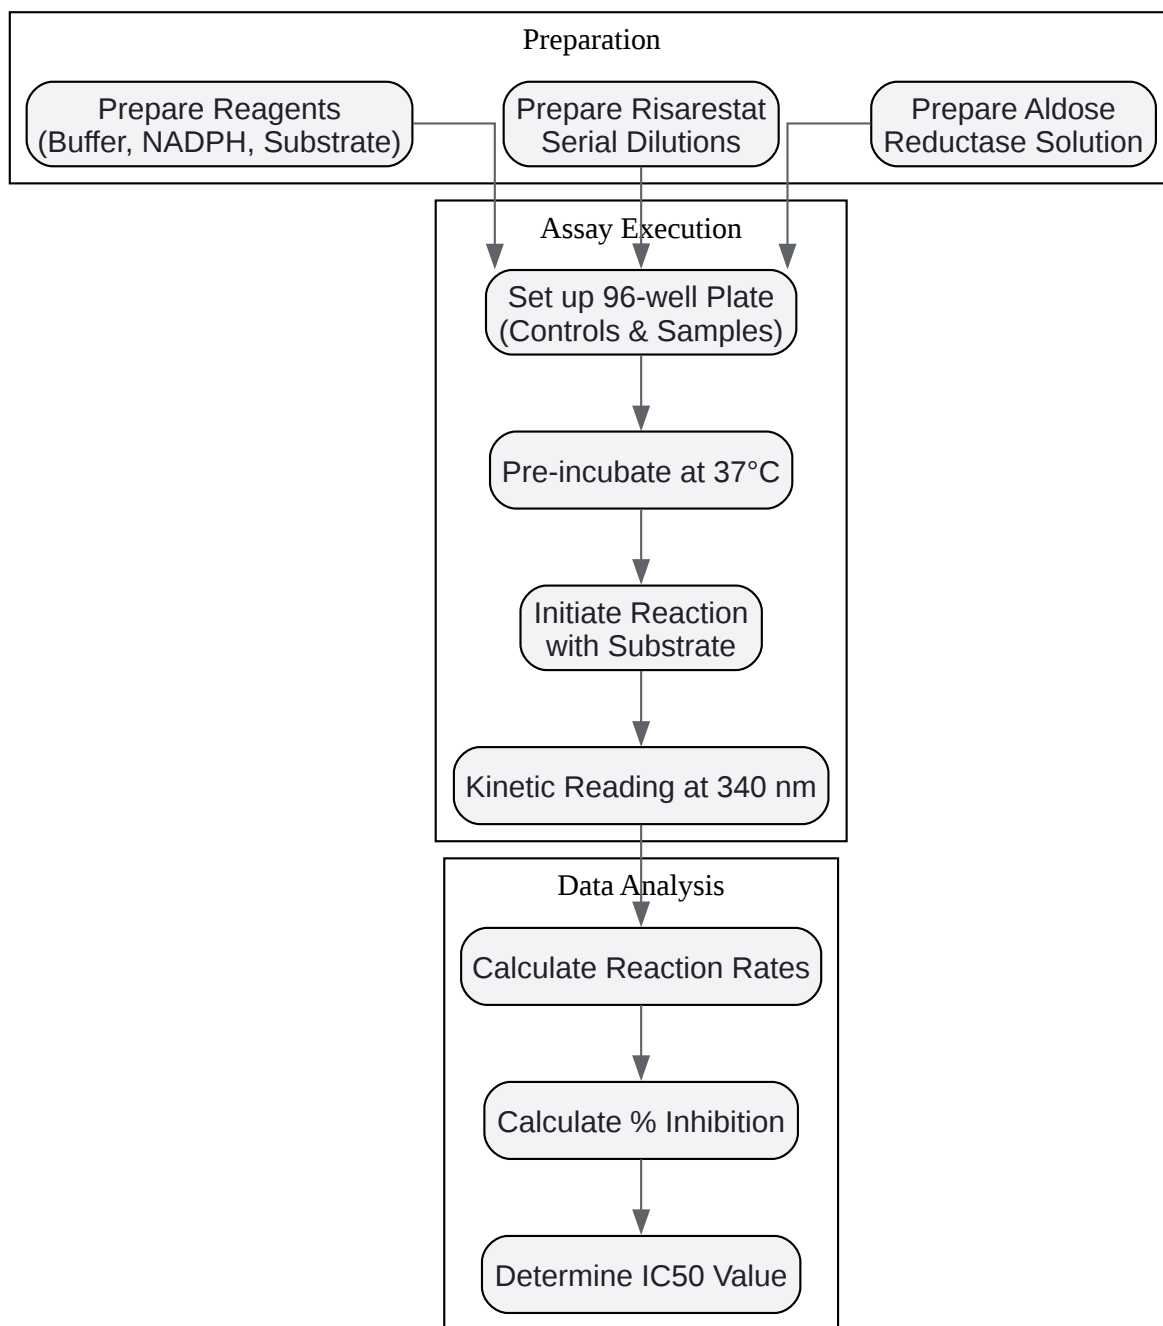 Preparation
Prepare Reagents
(Buffer, NADPH, Substrate)
Prepare Risarestat
Serial Dilutions
Prepare Aldose
Reductase Solution
Assay Execution
Set up 96-well Plate
(Controls & Samples)
Pre-incubate at 37°C
Initiate Reaction
with Substrate
Kinetic Reading at 340 nm
Data Analysis
Calculate Reaction Rates
Calculate % Inhibition
Determine IC50 Value